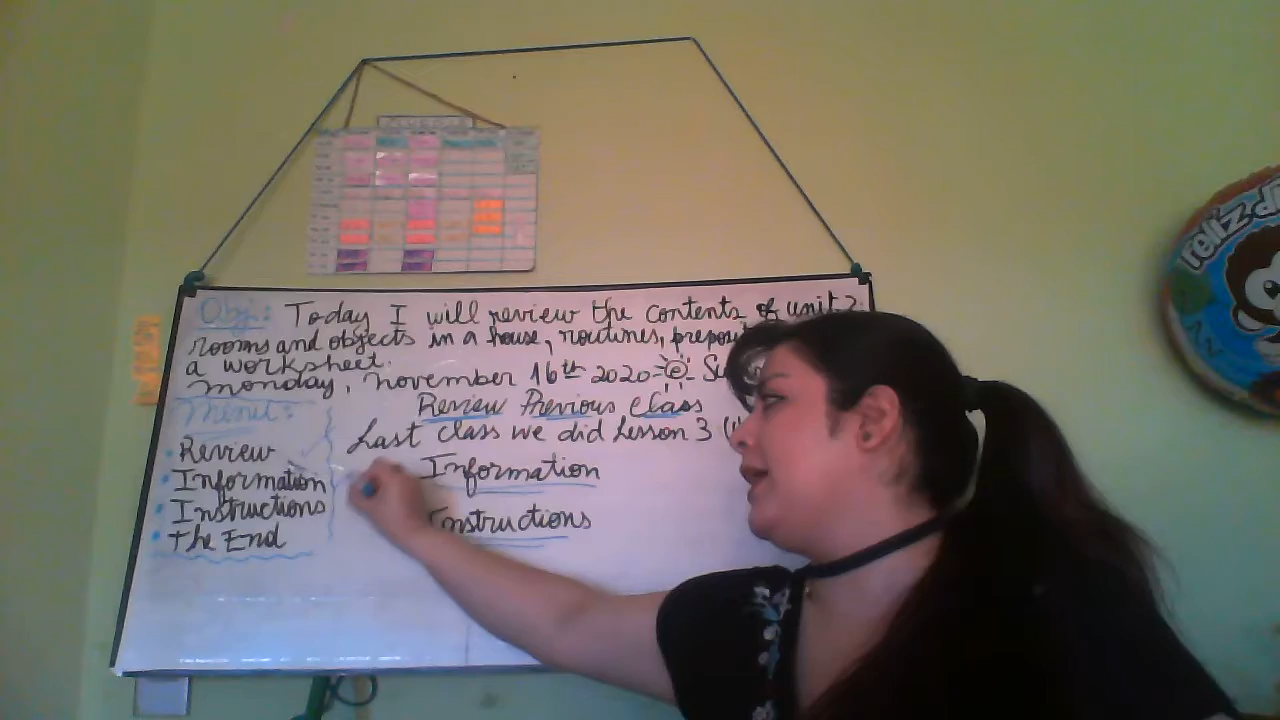 Obj: Today I will review the contents of unit 2:
rooms and objects in a house, routines,
a worksheet.
Monday, november 16th 2020
Menu:
Review Previous Class
Last class we did Lesson 3
Review
Information
Information
Instructions
Instructions
The End
Feliz